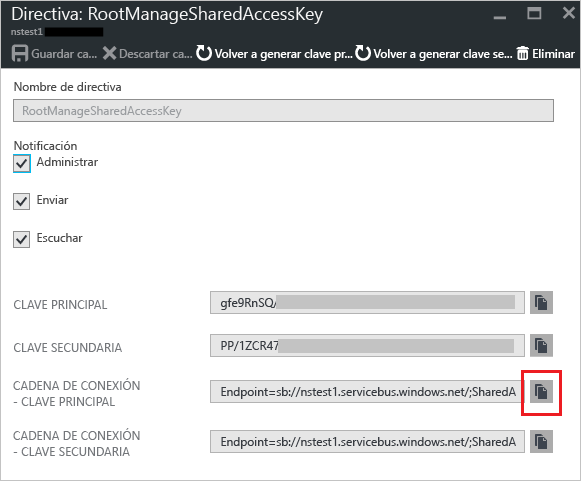 Directiva: RootManageSharedAccessKey
nstest1
Guardar ca... Descartar ca... Volver a generar clave pr... Volver a generar clave se... Eliminar
Nombre de directiva
RootManageSharedAccessKey
Notificación
Administrar
Enviar
Escuchar
CLAVE PRINCIPAL
gfe9RnSQ/
CLAVE SECUNDARIA
PP/1ZCR47
CADENA DE CONEXIÓN
- CLAVE PRINCIPAL
Endpoint=sb://nstest1.servicebus.windows.net/;SharedA
CADENA DE CONEXIÓN
- CLAVE SECUNDARIA
Endpoint=sb://nstest1.servicebus.windows.net/;SharedA